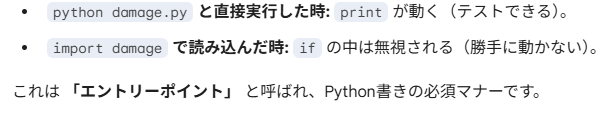 • python damage.py と直接実行した時: print が動く（テストできる）。
• import damage で読み込んだ時: if の中は無視される（勝手に動かない）。
これは 「エントリーポイント」 と呼ばれ、Python書きの必須マナーです。